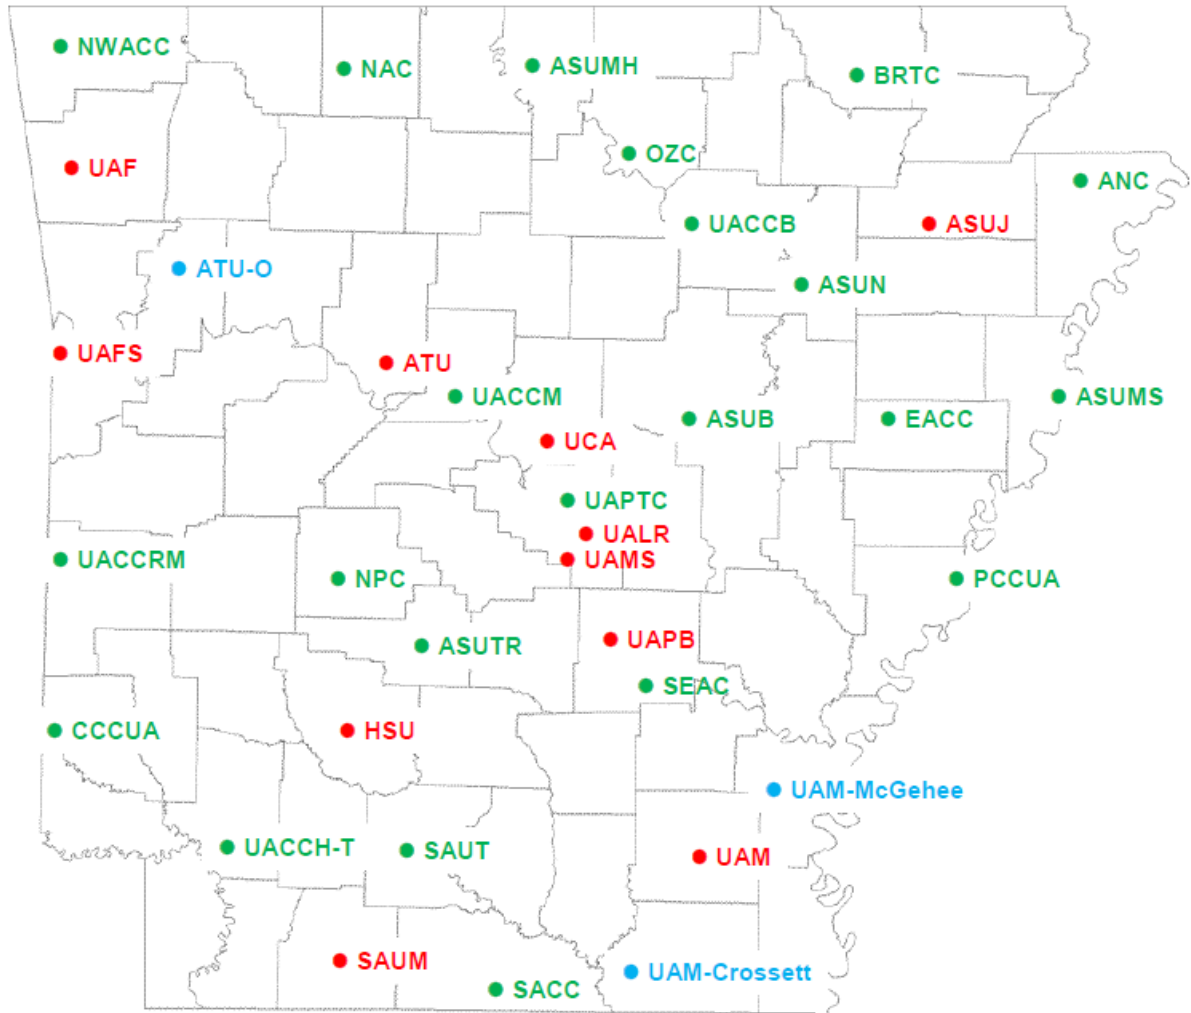 NWACC
NAC
ASUMH
BRTC
UAF
OZC
ANC
UACCB
ASUJ
ATU-O
ASUN
UAFS
ATU
UACCM
ASUMS
ASUB
EACC
UCA
UAPTC
UALR
UAMS
UACCRM
NPC
PCCUA
ASUTR
UAPB
SEAC
CCCUA
HSU
UAM-McGehee
UACCH-T
SAUT
UAM
SAUM
UAM-Crossett
SACC